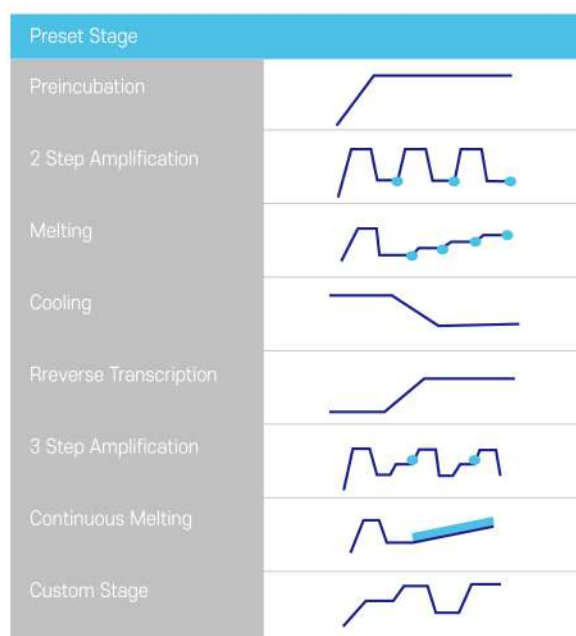 Preset Stage
Preincubation
2 Step Amplification
Melting
Cooling
Rreverse Transcription
3 Step Amplification
Continuous Melting
Custom Stage